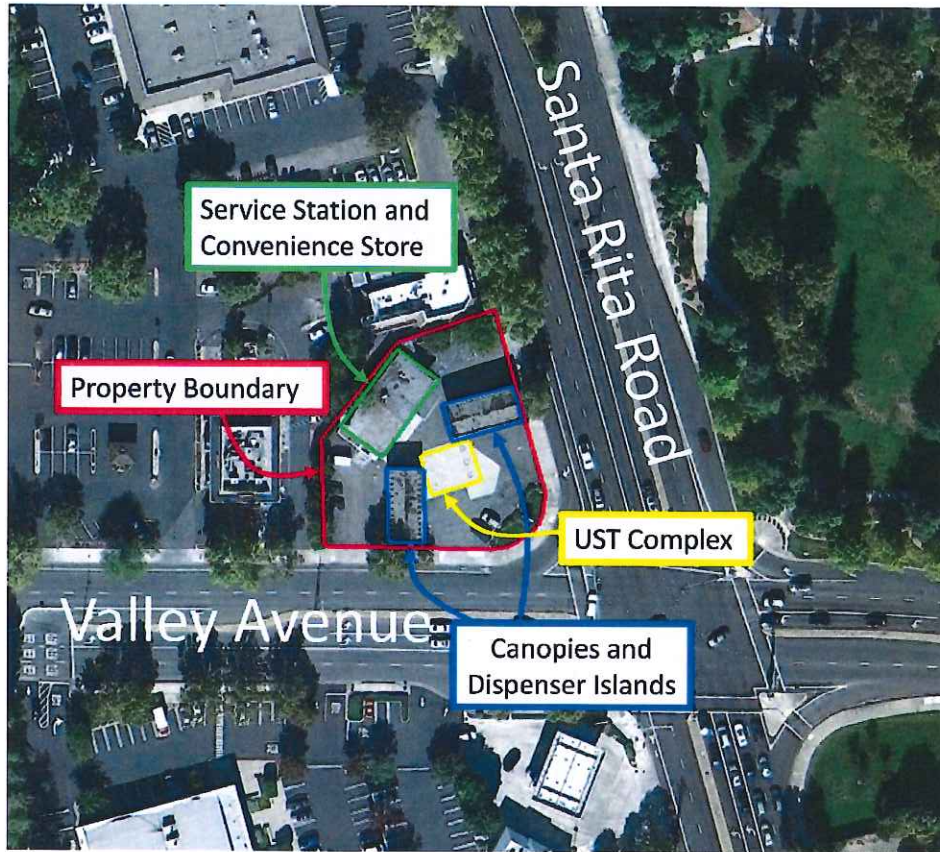 Santa Rita Road
Service Station and
Convenience Store
Property Boundary
UST Complex
Valley Avenue
Canopies and
Dispenser Islands